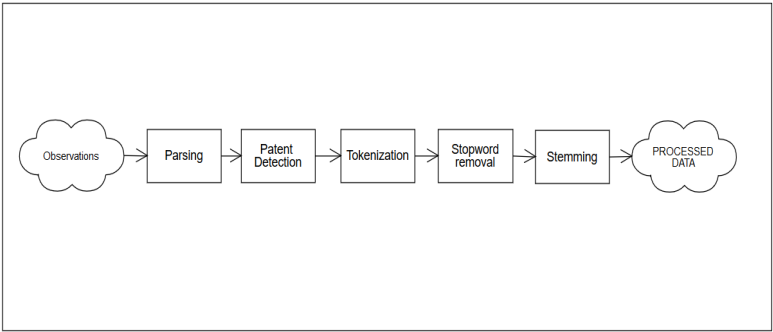 Observations
Parsing
Patent
Detection
Tokenization
Stopword
removal
Stemming
PROCESSED
DATA